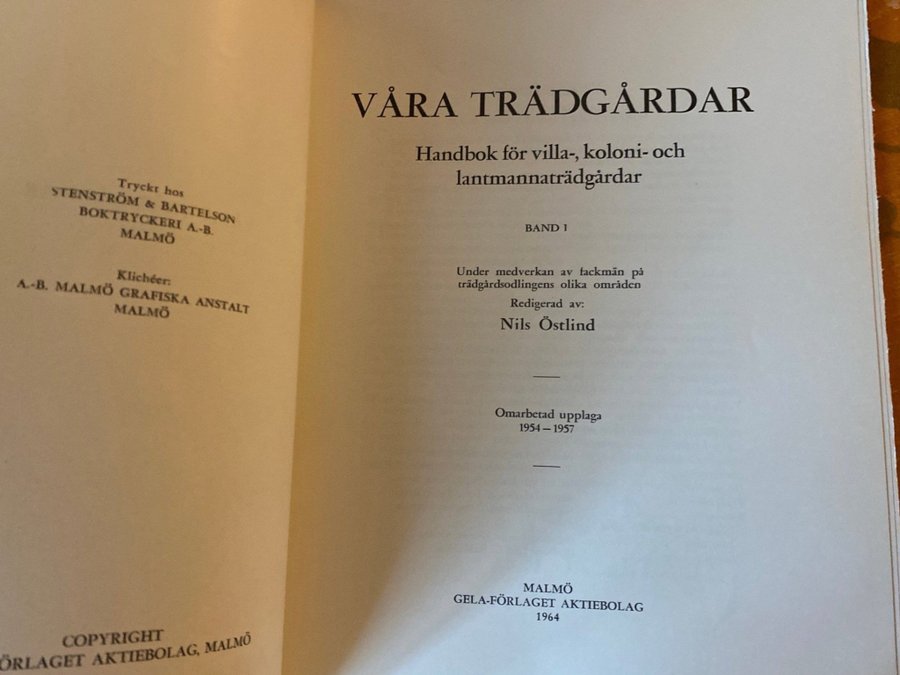 Tryckt hos
STENSTRÖM & BARTELSON
BOKTRYCKERI A.-B.
MALMÖ
Klichéer:
A.-B. MALMÖ GRAFISKA ANSTALT
MALMÖ
COPYRIGHT
ÖRLAGET AKTIEBOLAG, MALMÖ
VÅRA TRÄDGÅRDAR
Handbok för villa-, koloni- och
lantmannaträdgårdar
BAND I
Under medverkan av fackmän på
trädgårdsodlingens olika områden
Redigerad av:
Nils Östlind
Omarbetad upplaga
1954—1957
MALMÖ
GELA-FÖRLAGET AKTIEBOLAG
1964